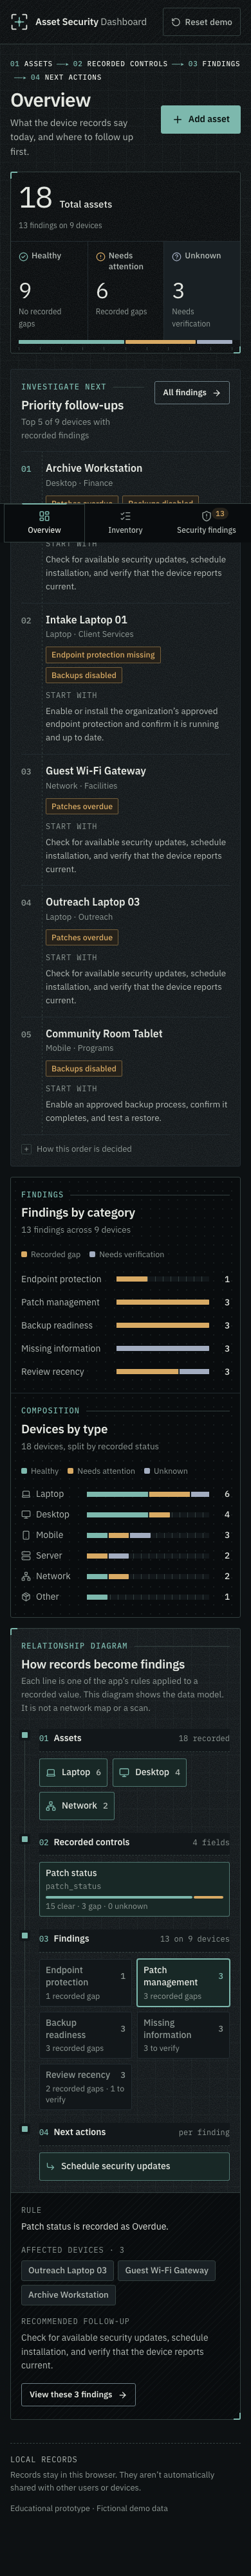 Asset Security Dashboard
Reset demo
01 ASSETS → 02 RECORDED CONTROLS → 03 FINDINGS
→ 04 NEXT ACTIONS
Overview
What the device records say
today, and where to follow up
first.
Add asset
18 Total assets
13 findings on 9 devices
Healthy
9
No recorded
gaps
Needs
attention
6
Recorded gaps
Unknown
3
Needs
verification
INVESTIGATE NEXT
Priority follow-ups
Top 5 of 9 devices with
recorded findings
All findings →
01 Archive Workstation
Desktop · Finance
Patches overdue Backups disabled
Overview
Inventory
13
Security findings
START WITH
Check for available security updates, schedule
installation, and verify that the device reports
current.
02 Intake Laptop 01
Laptop · Client Services
Endpoint protection missing
Backups disabled
START WITH
Enable or install the organization's approved
endpoint protection and confirm it is running
and up to date.
03 Guest Wi-Fi Gateway
Network · Facilities
Patches overdue
START WITH
Check for available security updates, schedule
installation, and verify that the device reports
current.
04 Outreach Laptop 03
Laptop · Outreach
Patches overdue
START WITH
Check for available security updates, schedule
installation, and verify that the device reports
current.
05 Community Room Tablet
Mobile · Programs
Backups disabled
START WITH
Enable an approved backup process, confirm it
completes, and test a restore.
+ How this order is decided
FINDINGS
Findings by category
13 findings across 9 devices
Recorded gap Needs verification
Endpoint protection 1
Patch management 3
Backup readiness 3
Missing information 3
Review recency 3
COMPOSITION
Devices by type
18 devices, split by recorded status
Healthy Needs attention Unknown
Laptop 6
Desktop 4
Mobile 3
Server 2
Network 2
Other 1
RELATIONSHIP DIAGRAM
How records become findings
Each line is one of the app's rules applied to a
recorded value. This diagram shows the data model.
It is not a network map or a scan.
01 Assets 18 recorded
Laptop 6 Desktop 4
Network 2
02 Recorded controls 4 fields
Patch status
patch_status
15 clear · 3 gap · 0 unknown
03 Findings 13 on 9 devices
Endpoint
protection 1
1 recorded gap
Patch
management 3
3 recorded gaps
Backup
readiness 3
3 recorded gaps
Missing
information 3
3 to verify
Review recency 3
2 recorded gaps · 1 to
verify
04 Next actions per finding
Schedule security updates
RULE
Patch status is recorded as Overdue.
AFFECTED DEVICES · 3
Outreach Laptop 03 Guest Wi-Fi Gateway
Archive Workstation
RECOMMENDED FOLLOW-UP
Check for available security updates, schedule
installation, and verify that the device reports
current.
View these 3 findings →
LOCAL RECORDS
Records stay in this browser. They aren't automatically
shared with other users or devices.
Educational prototype · Fictional demo data